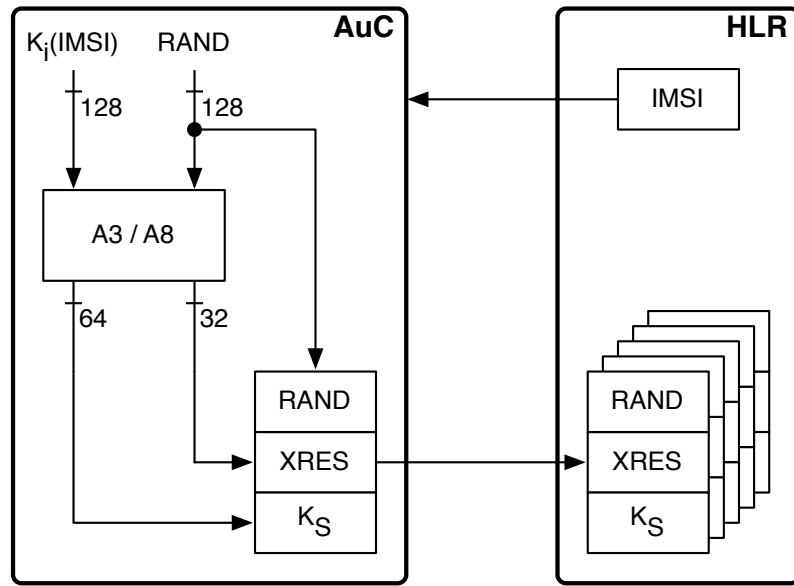 AuC
HLR
Ki(IMSI)
RAND
128
128
IMSI
A3 / A8
64
32
RAND
XRES
KS
RAND
XRES
KS